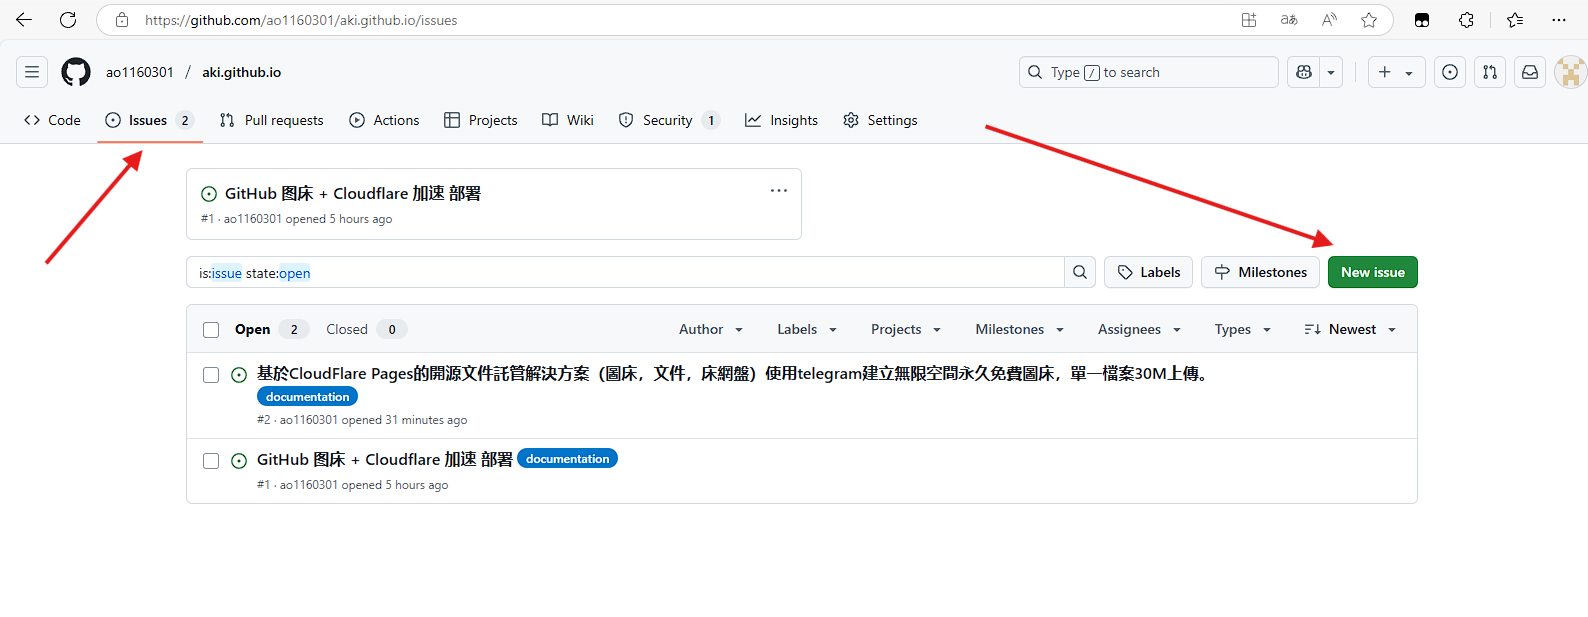 https://github.com/ao1160301/aki.github.io/issues
ao1160301 / aki.github.io
Type / to search
Code Issues 2 Pull requests Actions Projects Wiki Security 1 Insights Settings
GitHub 图床 + Cloudflare 加速 部署
#1 · ao1160301 opened 5 hours ago
is:issue state:open
Labels Milestones New issue
Open 2 Closed 0 Author Labels Projects Milestones Assignees Types Newest
基於CloudFlare Pages的開源文件託管解決方案（圖床，文件，床網盤）使用telegram建立無限空間永久免費圖床，單一檔案30M上傳。
documentation
#2 · ao1160301 opened 31 minutes ago
GitHub 图床 + Cloudflare 加速 部署 documentation
#1 · ao1160301 opened 5 hours ago